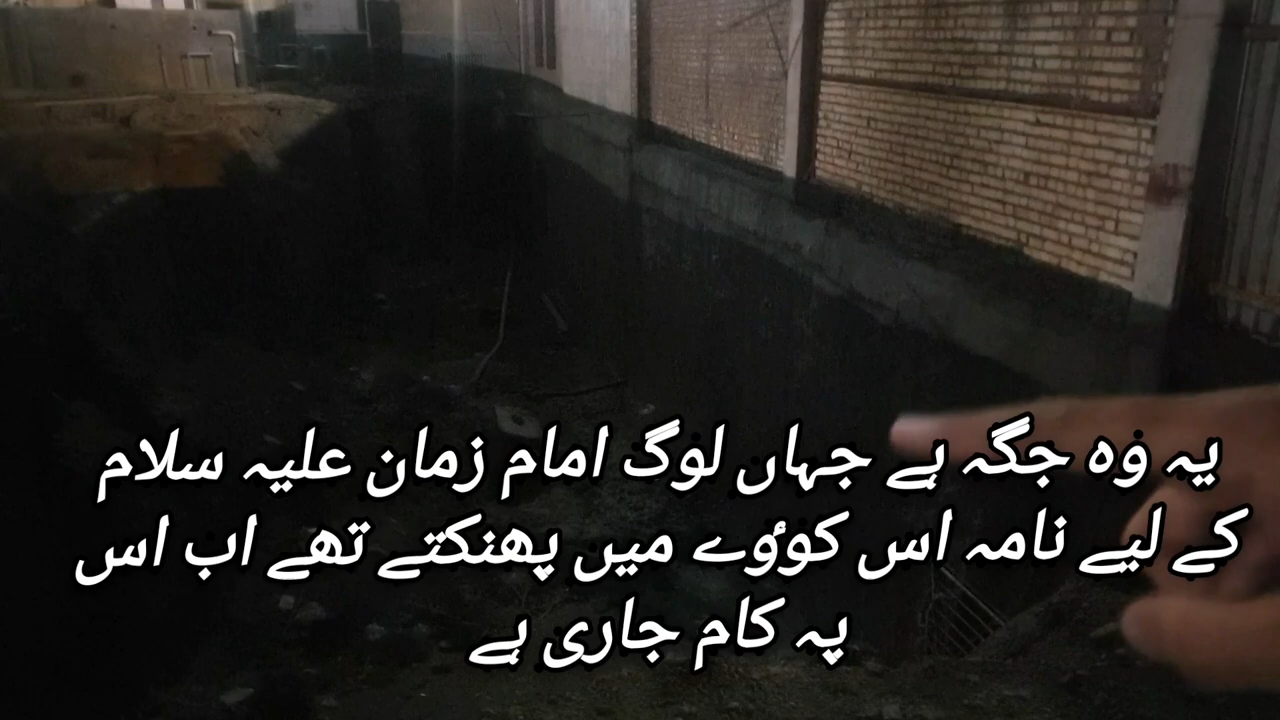 یہ وہ جگہ ہے جہاں لوگ امام زمان علیہ سلام
کے لیے نامہ اس کوؤے میں پھنکتے تھے اب اس
پہ کام جاری ہے